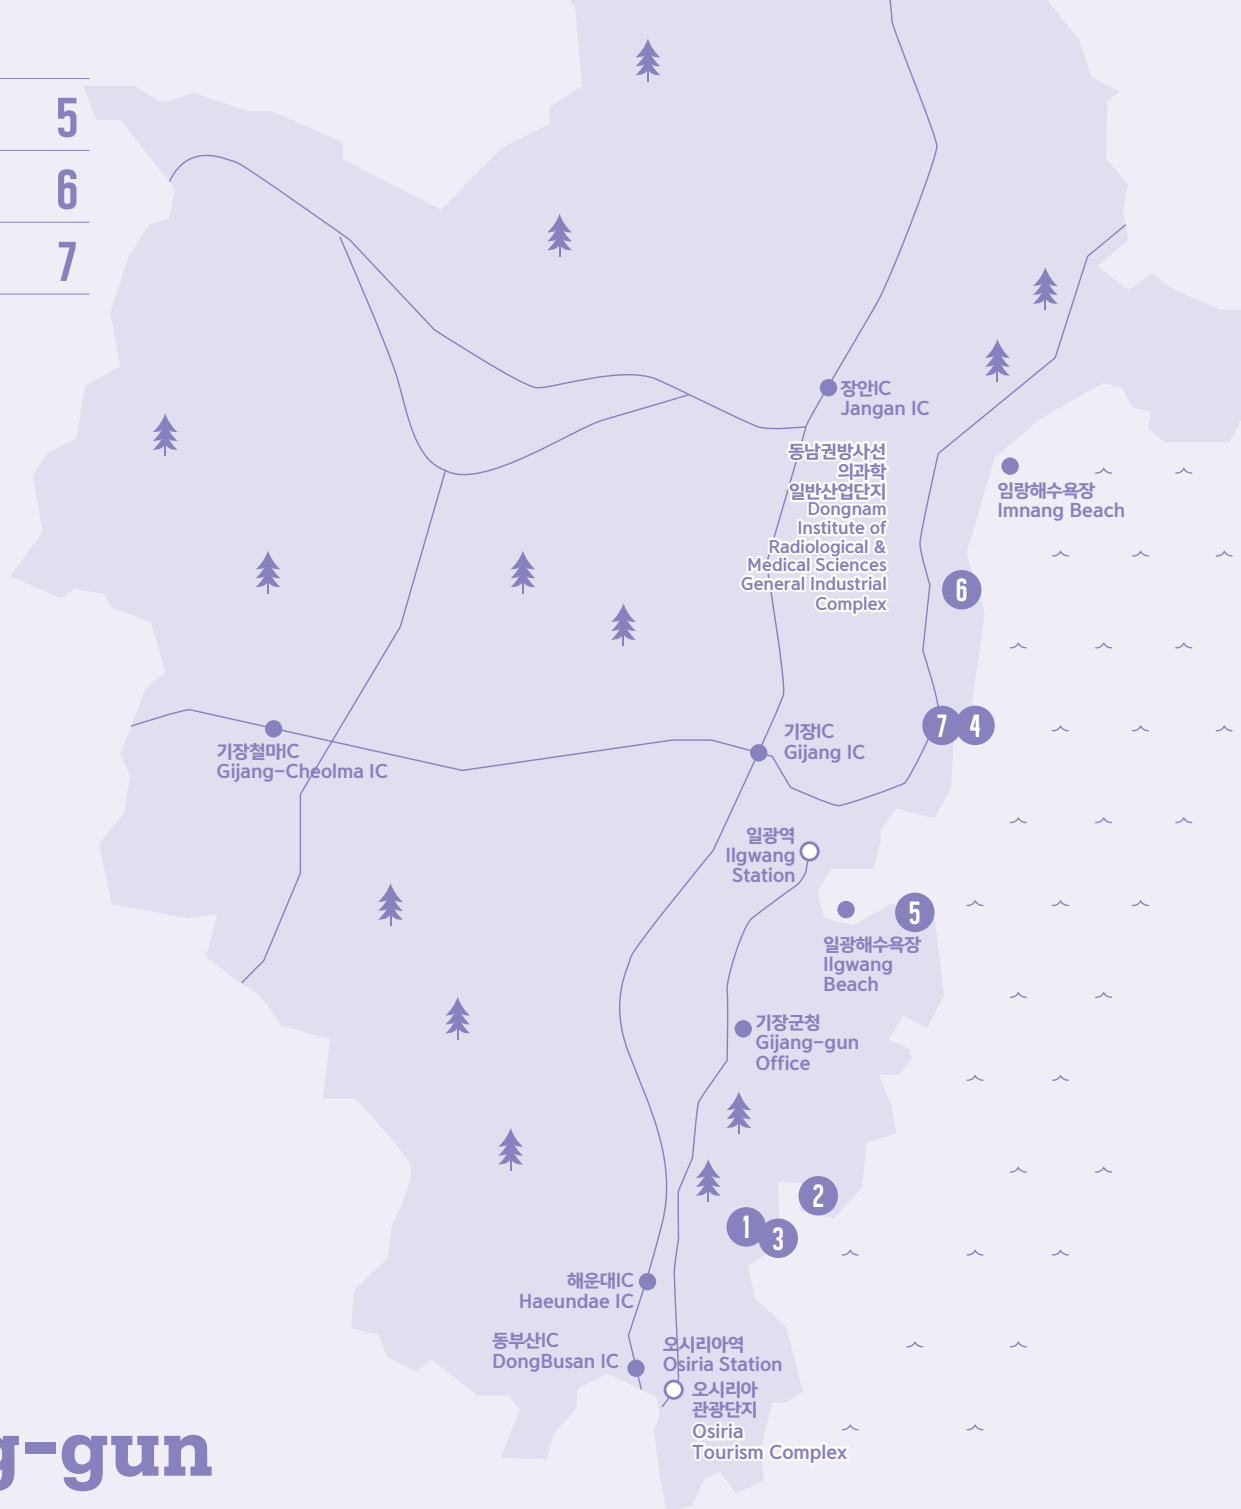 5
6
7
장안IC
Jangan IC
동남권방사선
의과학
일반산업단지
Dongnam
Institute of
Radiological &
Medical Sciences
General Industrial
Complex
임랑해수욕장
Imnang Beach
6
7
4
기장철마IC
Gijang-Cheolma IC
기장IC
Gijang IC
일광역
Ilgwang
Station
5
일광해수욕장
Ilgwang
Beach
기장군청
Gijang-gun
Office
2
1
3
해운대IC
Haeundae IC
동부산IC
DongBusan IC
오시리아역
Osiria Station
오시리아
관광단지
Osiria
Tourism Complex
g-gun